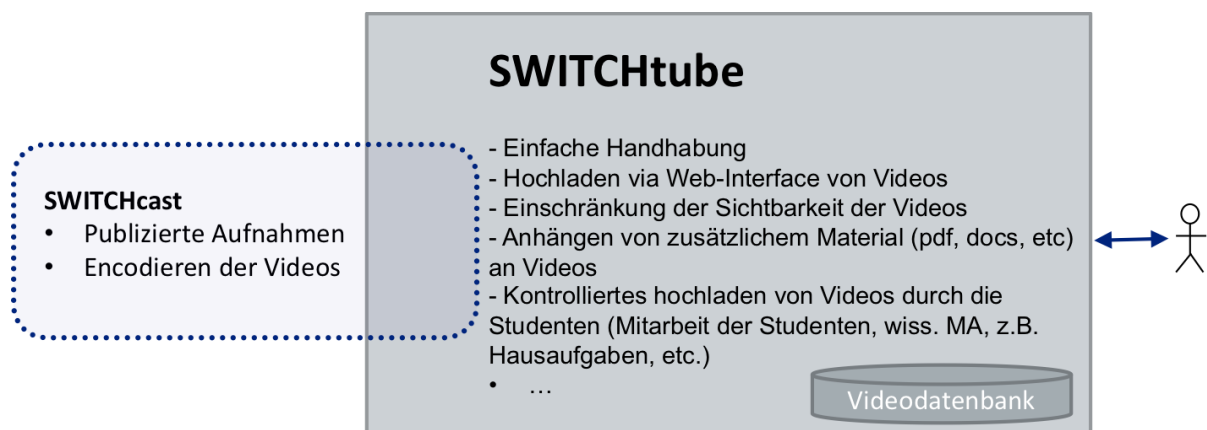 SWITCHtube
SWITCHcast
• Publizierte Aufnahmen
• Encodieren der Videos
- Einfache Handhabung
- Hochladen via Web-Interface von Videos
- Einschränkung der Sichtbarkeit der Videos
- Anhängen von zusätzlichem Material (pdf, docs, etc)
an Videos
- Kontrolliertes hochladen von Videos durch die
Studenten (Mitarbeit der Studenten, wiss. MA, z.B.
Hausaufgaben, etc.)
• …
Videodatenbank